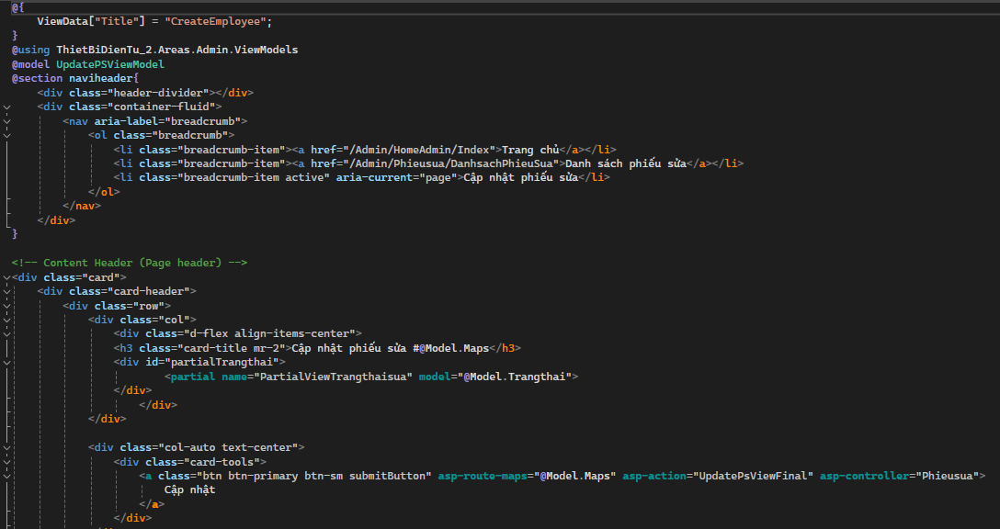 @{
    ViewData["Title"] = "CreateEmployee";
}
@using ThietBiDienTu_2.Areas.Admin.ViewModels
@model UpdatePSViewModel
@section naviheader{
    <div class="header-divider"></div>
    <div class="container-fluid">
        <nav aria-label="breadcrumb">
            <ol class="breadcrumb">
                <li class="breadcrumb-item"><a href="/Admin/HomeAdmin/Index">Trang chủ</a></li>
                <li class="breadcrumb-item"><a href="/Admin/Phieusua/DanhsachPhieuSua">Danh sách phiếu sửa</a></li>
                <li class="breadcrumb-item active" aria-current="page">Cập nhật phiếu sửa</li>
            </ol>
        </nav>
    </div>
}

<!-- Content Header (Page header) -->
<div class="card">
    <div class="card-header">
        <div class="row">
            <div class="col">
                <div class="d-flex align-items-center">
                <h3 class="card-title mr-2">Cập nhật phiếu sửa #@Model.Maps</h3>
                <div id="partialTrangthai">
                        <partial name="PartialViewTrangthaisua" model="@Model.Trangthai">
                </div>
                    </div>
            </div>

            <div class="col-auto text-center">
                <div class="card-tools">
                    <a class="btn btn-primary btn-sm submitButton" asp-route-maps="@Model.Maps" asp-action="UpdatePsViewFinal" asp-controller="Phieusua">
                        Cập nhật
                    </a>
                </div>